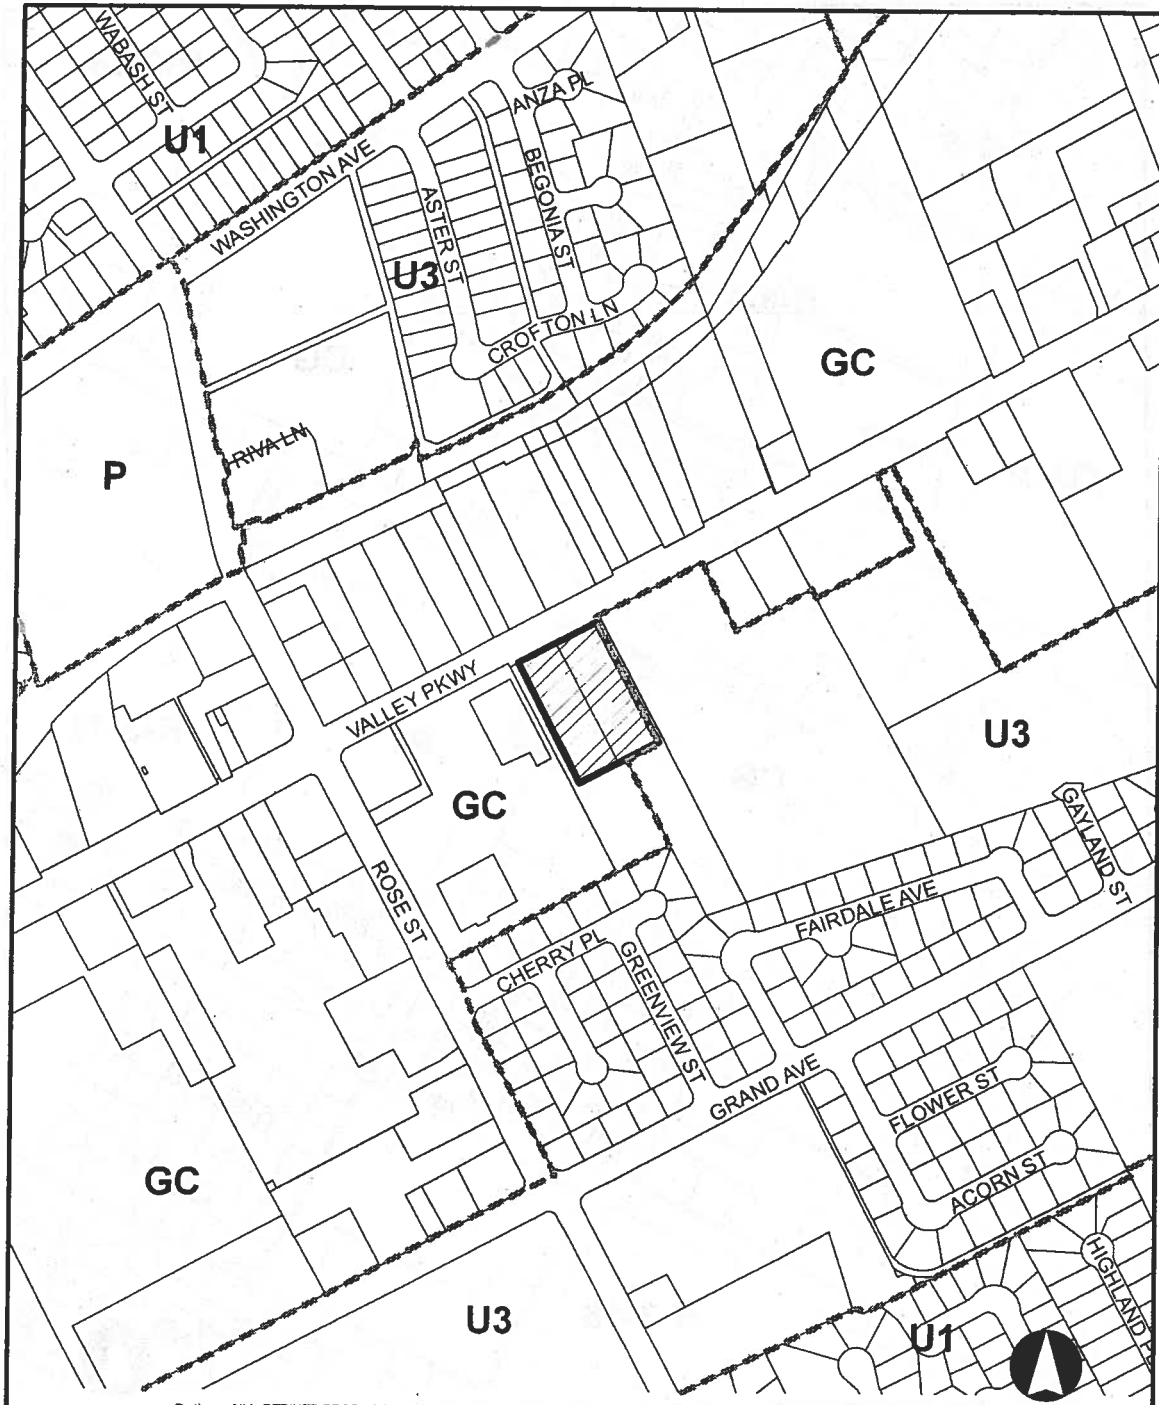 WABASH ST
U1
ANZA PL
WASHINGTON AVE
BEGONIA ST
ASTER ST
U3
CROFTON LN
GC
RIVA LN
P
VALLEY PKWY
U3
GC
GAYLAND ST
ROSE ST
FAIRDALE AVE
CHERRY PL
GREENVIEW ST
GRAND AVE
FLOWER ST
GC
ACORN ST
HIGHLAND
U3
U1